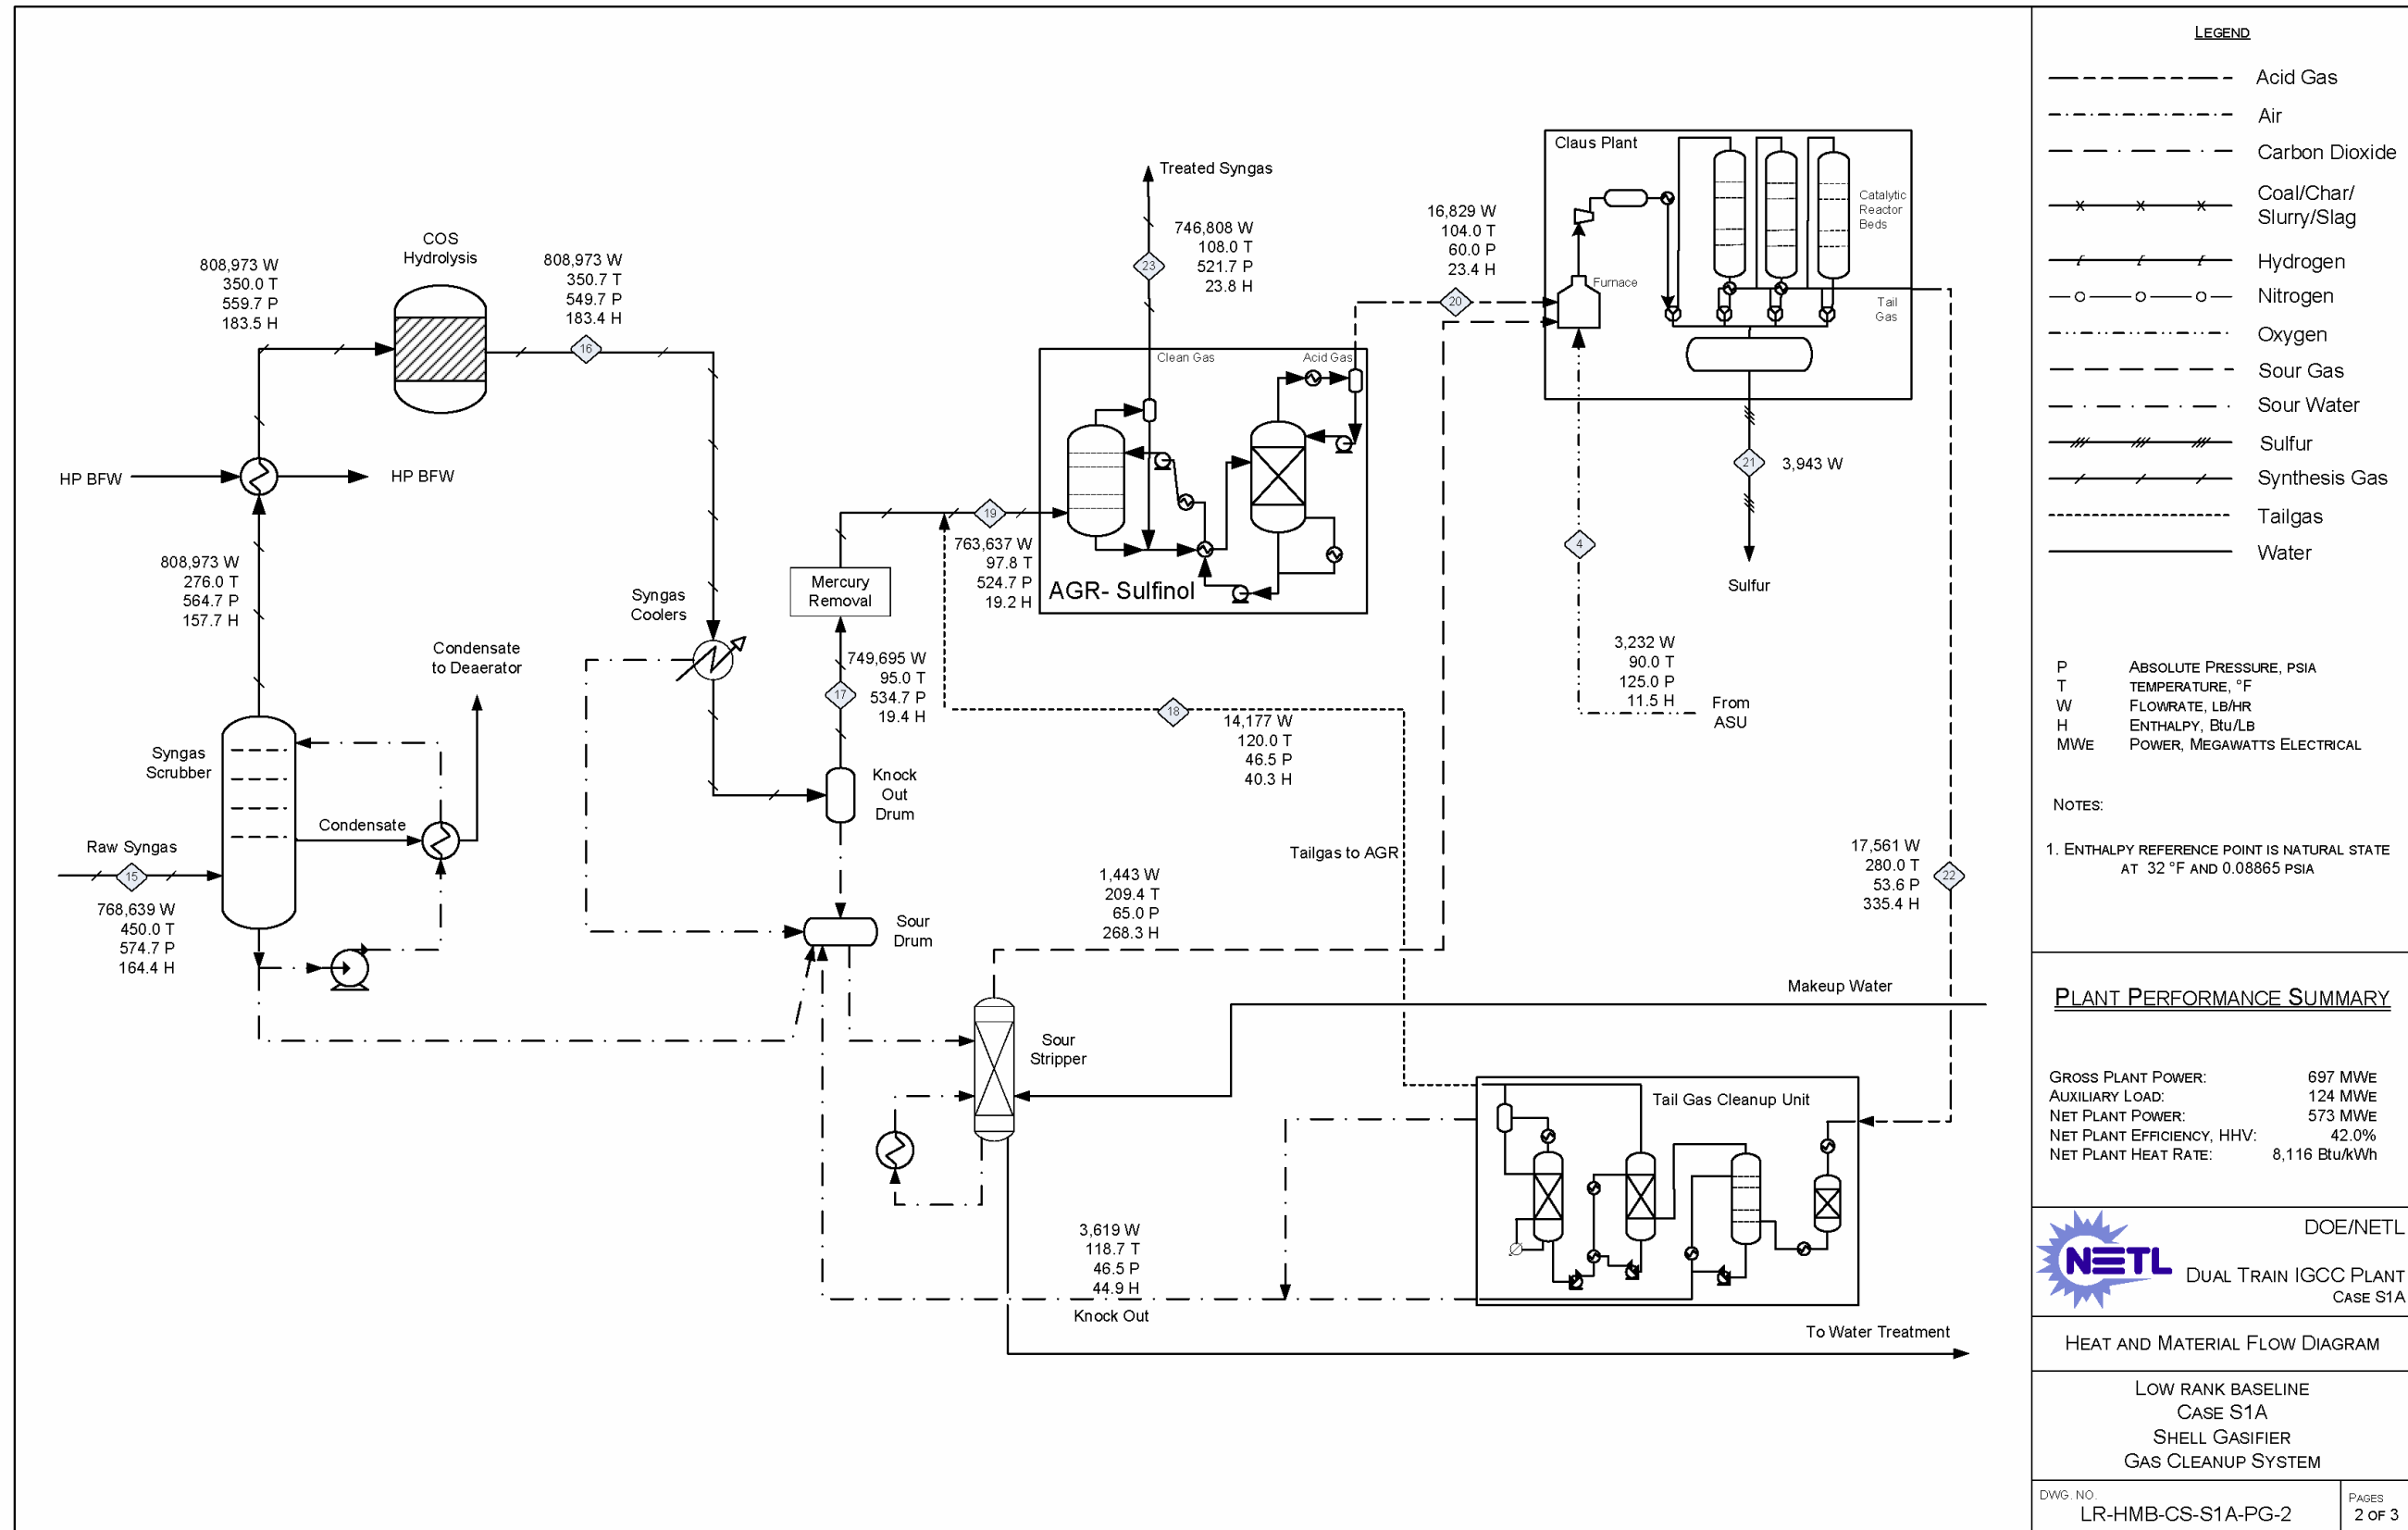 COS
Hydrolysis
808,973 W
350.0 T
559.7 P
183.5 H
808,973 W
350.7 T
549.7 P
183.4 H
16
HP BFW
HP BFW
808,973 W
276.0 T
564.7 P
157.7 H
Condensate
to Deaerator
Syngas
Scrubber
Condensate
Raw Syngas
15
768,639 W
450.0 T
574.7 P
164.4 H
Syngas
Coolers
Mercury
Removal
749,695 W
95.0 T
534.7 P
19.4 H
17
Knock
Out
Drum
Sour
Drum
Treated Syngas
746,808 W
108.0 T
521.7 P
23.8 H
23
19
763,637 W
97.8 T
524.7 P
19.2 H
Clean Gas
Acid Gas
AGR- Sulfinol
18
14,177 W
120.0 T
46.5 P
40.3 H
Tailgas to AGR
1,443 W
209.4 T
65.0 P
268.3 H
Sour
Stripper
3,619 W
118.7 T
46.5 P
44.9 H
Knock Out
16,829 W
104.0 T
60.0 P
23.4 H
20
Claus Plant
Furnace
Catalytic
Reactor
Beds
Tail
Gas
21
3,943 W
Sulfur
4
3,232 W
90.0 T
125.0 P
11.5 H
From
ASU
17,561 W
280.0 T
53.6 P
335.4 H
22
Makeup Water
Tail Gas Cleanup Unit
To Water Treatment
LEGEND
Acid Gas
Air
Carbon Dioxide
Coal/Char/
Slurry/Slag
Hydrogen
Nitrogen
Oxygen
Sour Gas
Sour Water
Sulfur
Synthesis Gas
Tailgas
Water
P ABSOLUTE PRESSURE, PSIA
T TEMPERATURE, °F
W FLOWRATE, LB/HR
H ENTHALPY, Btu/LB
MWE POWER, MEGAWATTS ELECTRICAL
NOTES:
1. ENTHALPY REFERENCE POINT IS NATURAL STATE
AT 32 °F AND 0.08865 PSIA
PLANT PERFORMANCE SUMMARY
GROSS PLANT POWER: 697 MWE
AUXILIARY LOAD: 124 MWE
NET PLANT POWER: 573 MWE
NET PLANT EFFICIENCY, HHV: 42.0%
NET PLANT HEAT RATE: 8,116 Btu/KWh
NETL
DOE/NETL
DUAL TRAIN IGCC PLANT
CASE S1A
HEAT AND MATERIAL FLOW DIAGRAM
LOW RANK BASELINE
CASE S1A
SHELL GASIFIER
GAS CLEANUP SYSTEM
DWG. NO.
LR-HMB-CS-S1A-PG-2
PAGES
2 OF 3